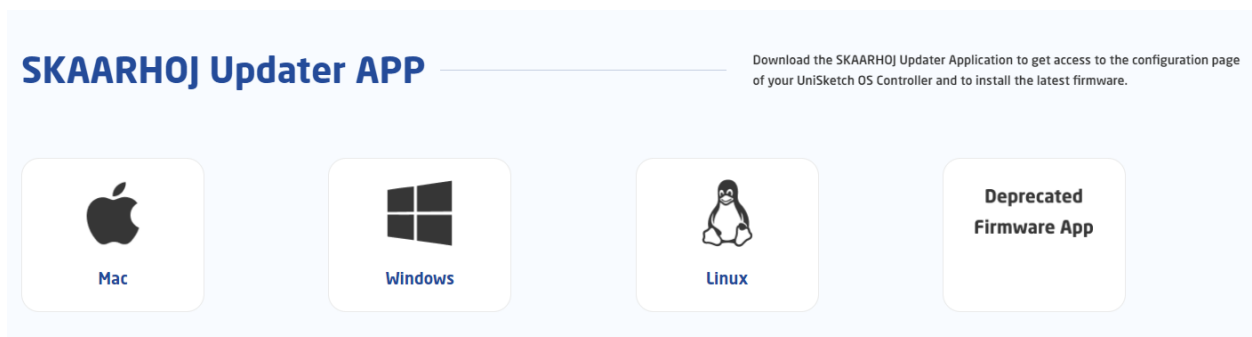 SKAARHOJ Updater APP
Download the SKAARHOJ Updater Application to get access to the configuration page
of your UniSketch OS Controller and to install the latest firmware.
Mac
Windows
Linux
Deprecated
Firmware App